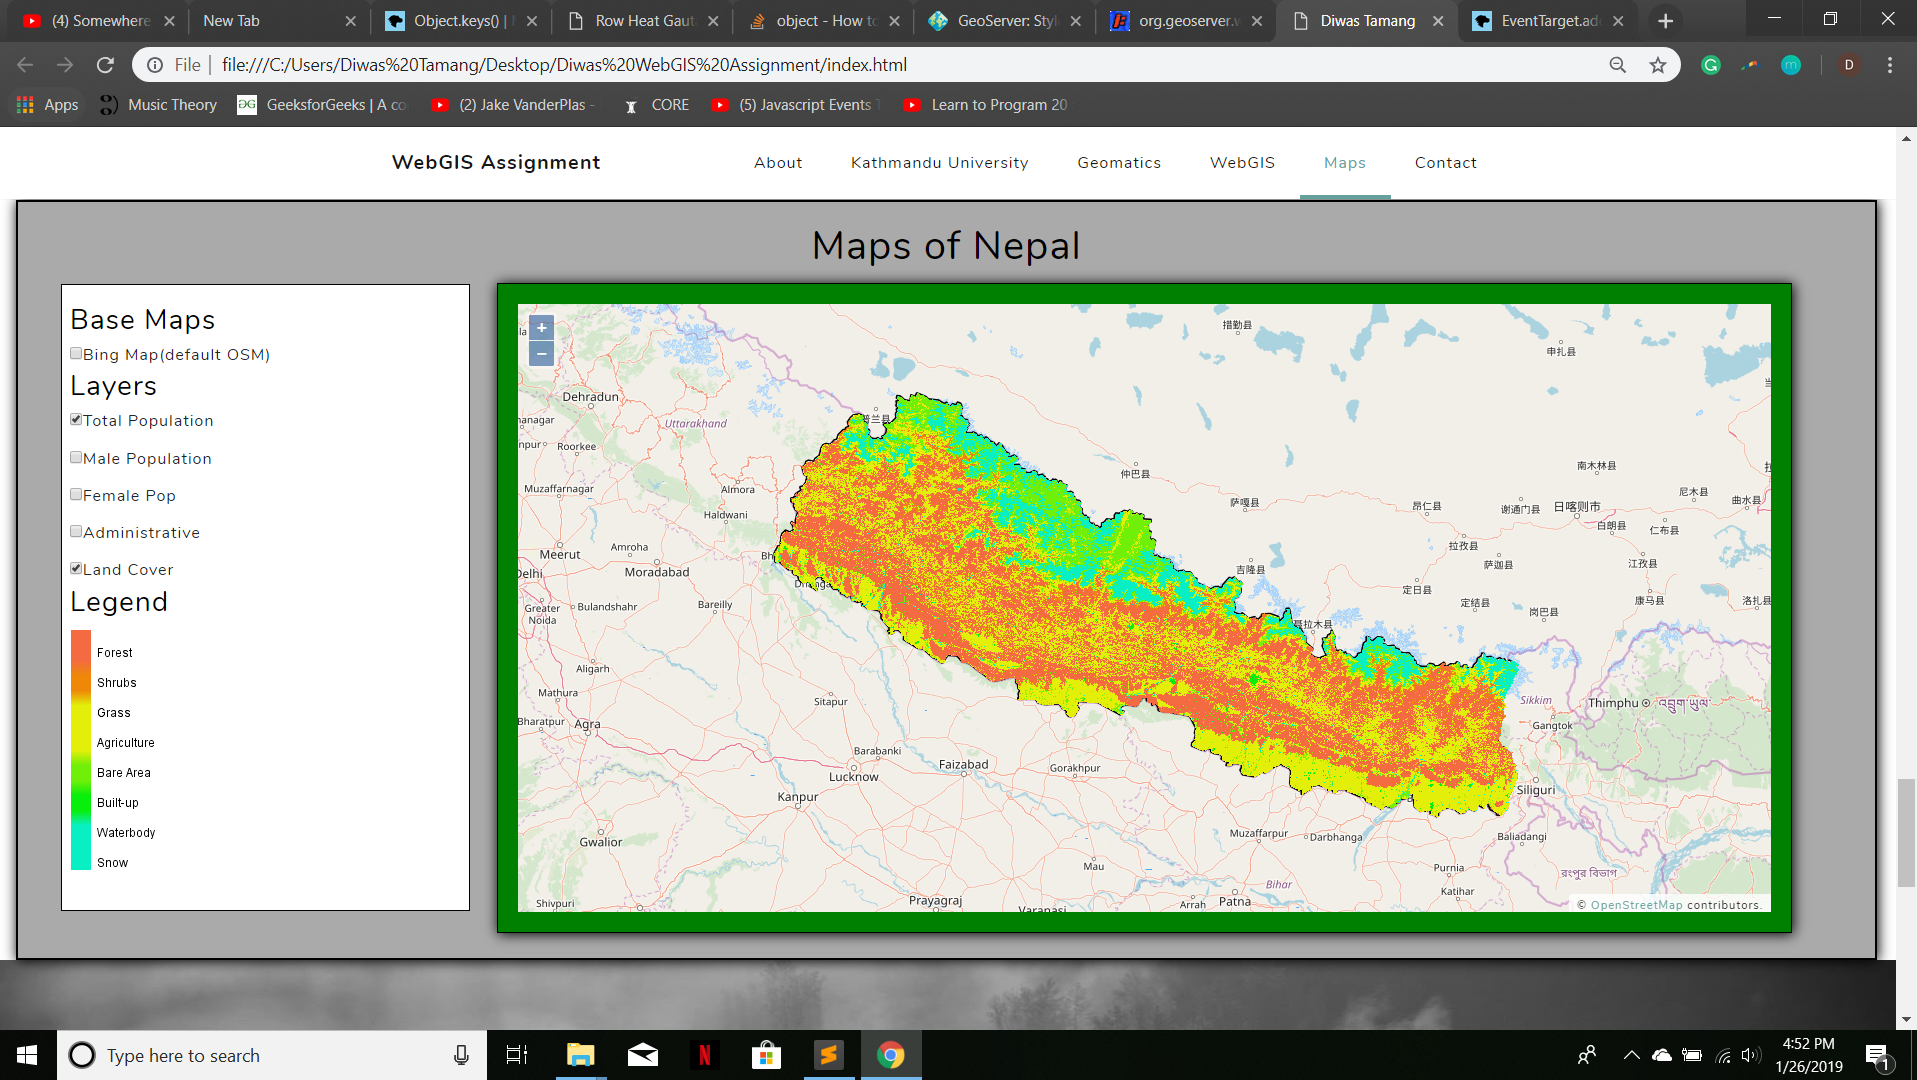 (4) Somewhere
New Tab
Object.keys() |
Row Heat Gaut
object - How to
GeoServer: Styl
org.geoserver.v
Diwas Tamang
EventTarget.add
File
file:///C:/Users/Diwas%20Tamang/Desktop/Diwas%20WebGIS%20Assignment/index.html
Apps
Music Theory
GeeksforGeeks | A co
(2) Jake VanderPlas -
CORE
(5) Javascript Events
Learn to Program 20
WebGIS Assignment
About
Kathmandu University
Geomatics
WebGIS
Maps
Contact
Maps of Nepal
Base Maps
Bing Map(default OSM)
Layers
Total Population
Male Population
Female Pop
Administrative
Land Cover
Legend
Forest
Shrubs
Grass
Agriculture
Bare Area
Built-up
Waterbody
Snow
+
−
措勤县
申扎县
Dehradun
普兰县
Uttarakhand
Roorkee
仲巴县
南木林县
Muzaffarnagar
Almora
萨嘎县
昂仁县
谢通门县
日喀则市
尼木县
曲水县
Haldwani
白朗县
仁布县
Meerut
Amroha
拉孜县
Delhi
Moradabad
吉隆县
萨迦县
江孜县
定日县
Greater
Noida
Bulandshahr
Bareilly
定结县
岗巴县
康马县
洛扎县
聂拉木县
Aligarh
Mathura
Sitapur
Sikkim
Thimphu
Bharatpur
Agra
Gangtok
Barabanki
Lucknow
Faizabad
Gorakhpur
Kanpur
Siliguri
Gwalior
Muzaffarpur
Darbhanga
Baliadangi
Mau
Purnia
Shivpuri
Prayagraj
Varanasi
Arrah
Patna
Bihar
Katihar
রংপুর বিভাগ
© OpenStreetMap contributors.
Type here to search
4:52 PM
1/26/2019
1